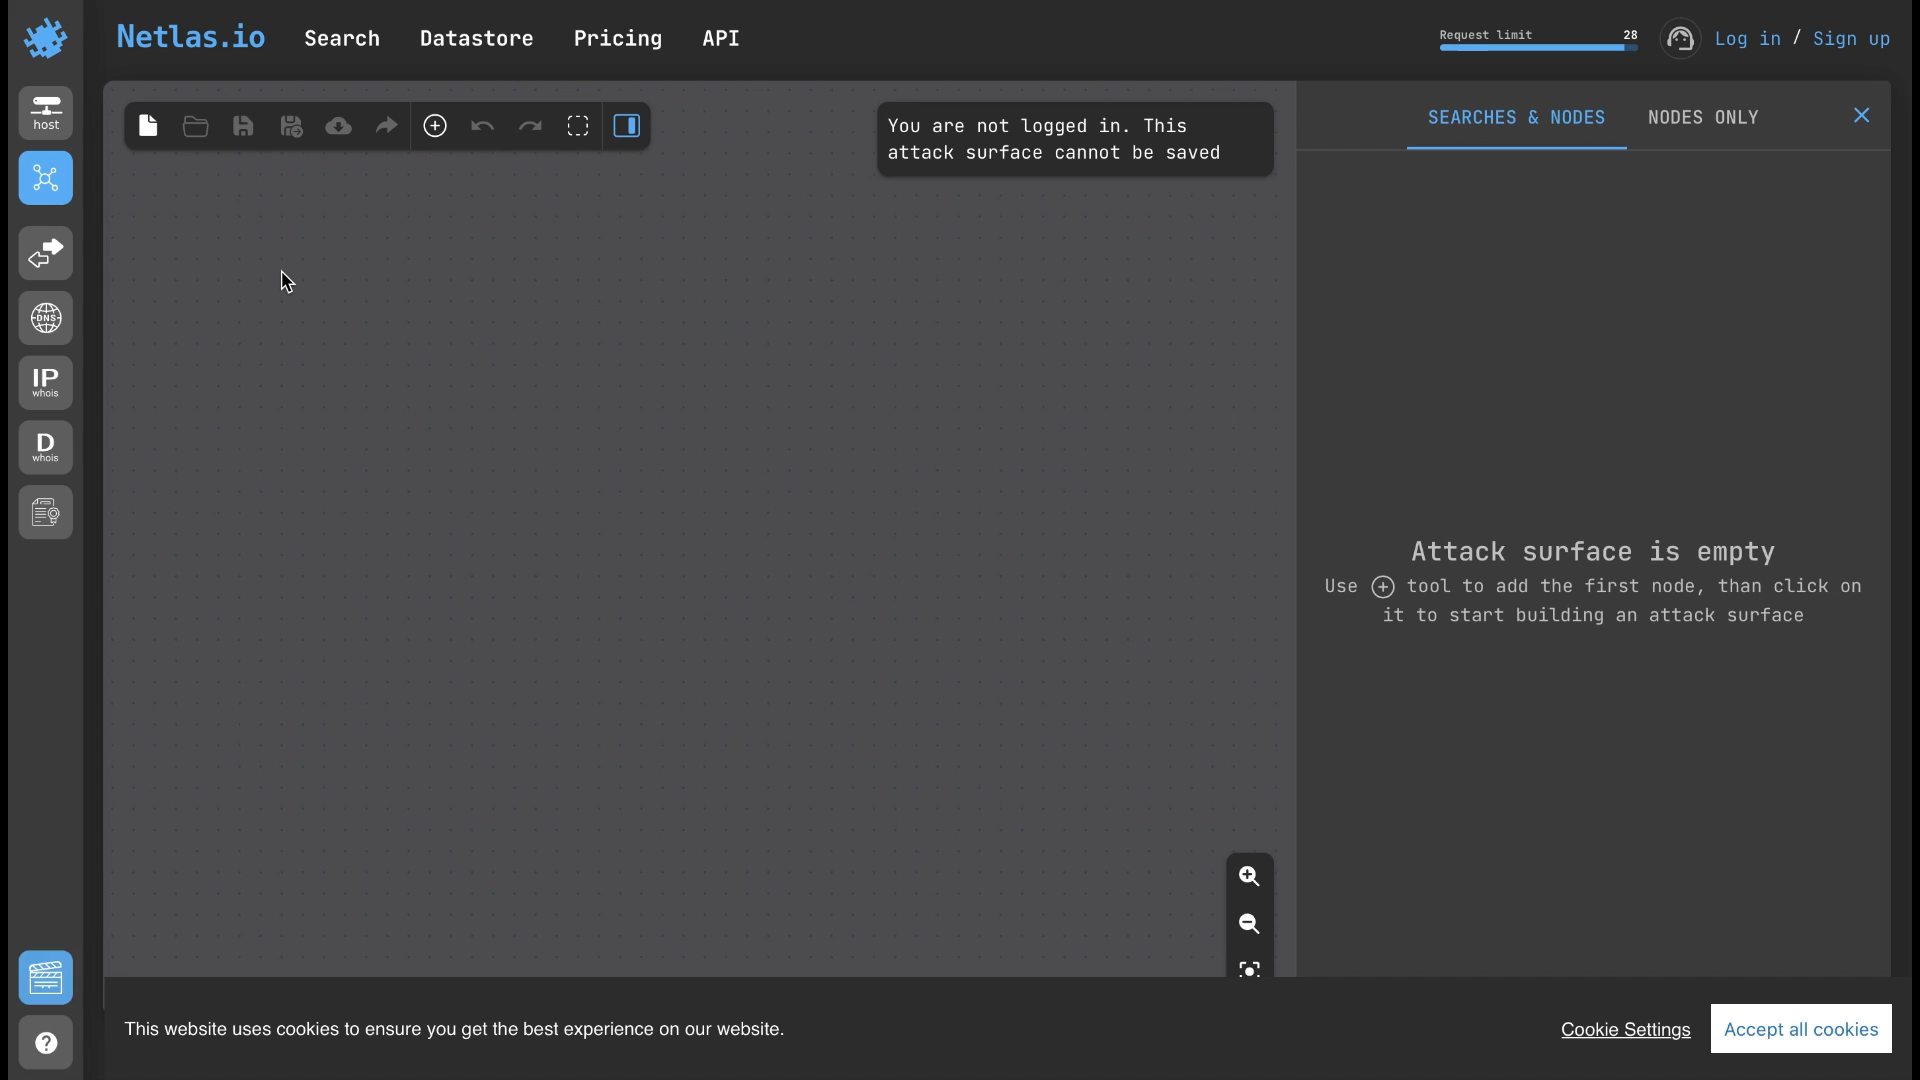 Netlas.io
Search
Datastore
Pricing
API
Request limit 28
Log in / Sign up
host
DNS
IP
whois
D
whois
You are not logged in. This
attack surface cannot be saved
SEARCHES & NODES
NODES ONLY
Attack surface is empty
Use + tool to add the first node, than click on
it to start building an attack surface
This website uses cookies to ensure you get the best experience on our website.
Cookie Settings
Accept all cookies